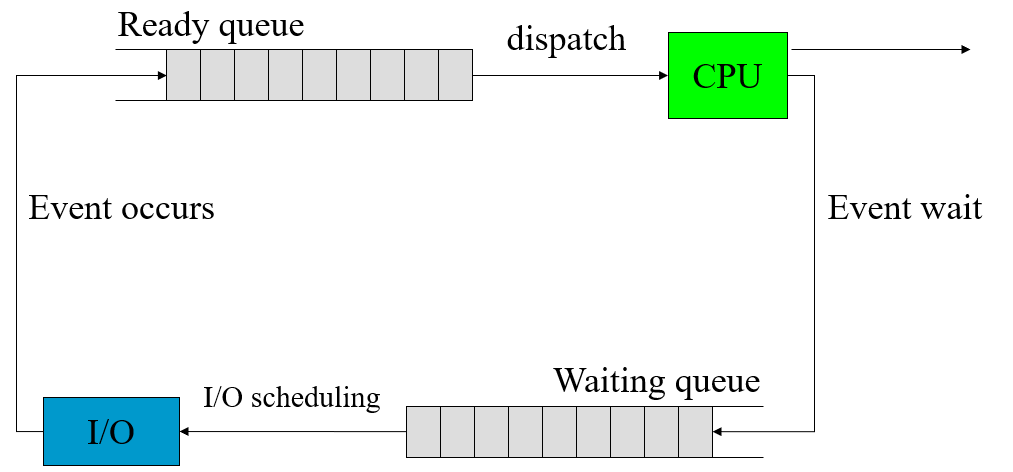 Ready queue
dispatch
CPU
Event occurs
Event wait
Waiting queue
I/O scheduling
I/O